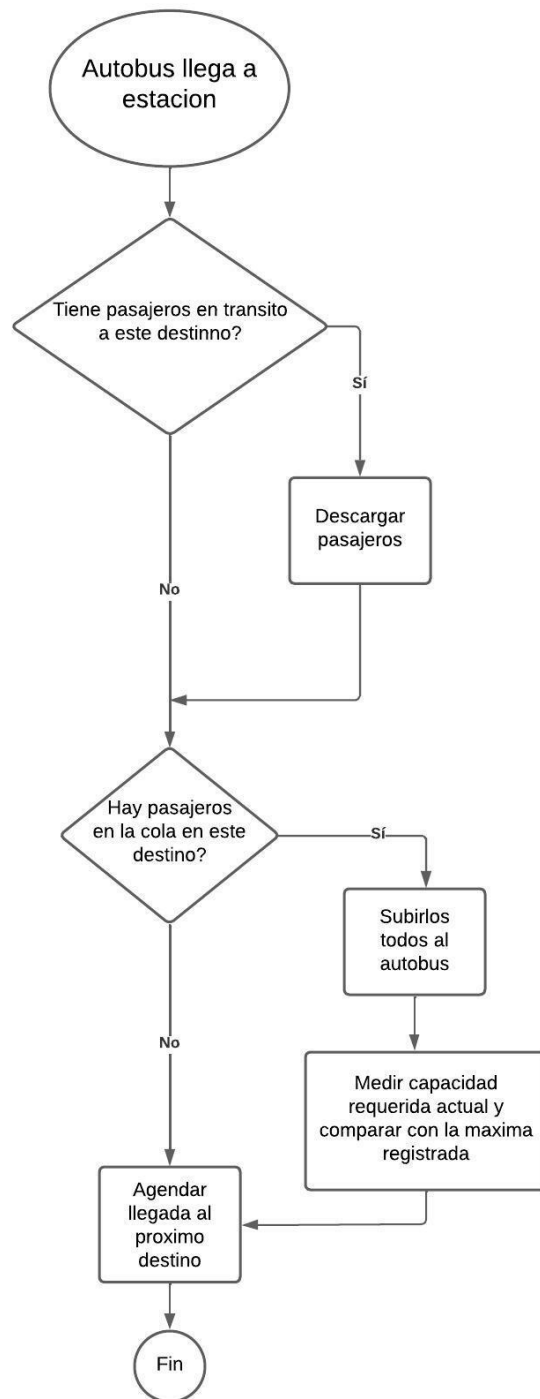 Autobus llega a
estacion
Tiene pasajeros en transito
a este destinno?
Sí
Descargar
pasajeros
No
Hay pasajeros
en la cola en este
destino?
Sí
Subirlos
todos al
autobus
No
Medir capacidad
requerida actual y
comparar con la maxima
registrada
Agendar
llegada al
proximo
destino
Fin